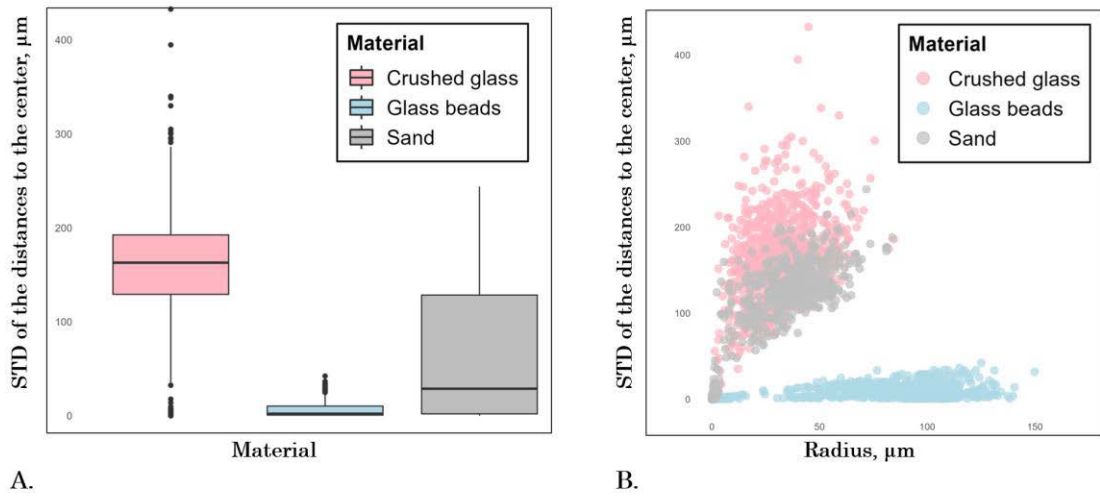 STD of the distances to the center, µm
400
300
200
100
0
Material
Crushed glass
Glass beads
Sand
Material
A.
STD of the distances to the center, µm
400
300
200
100
0
Material
Crushed glass
Glass beads
Sand
0 50 100 150
Radius, µm
B.